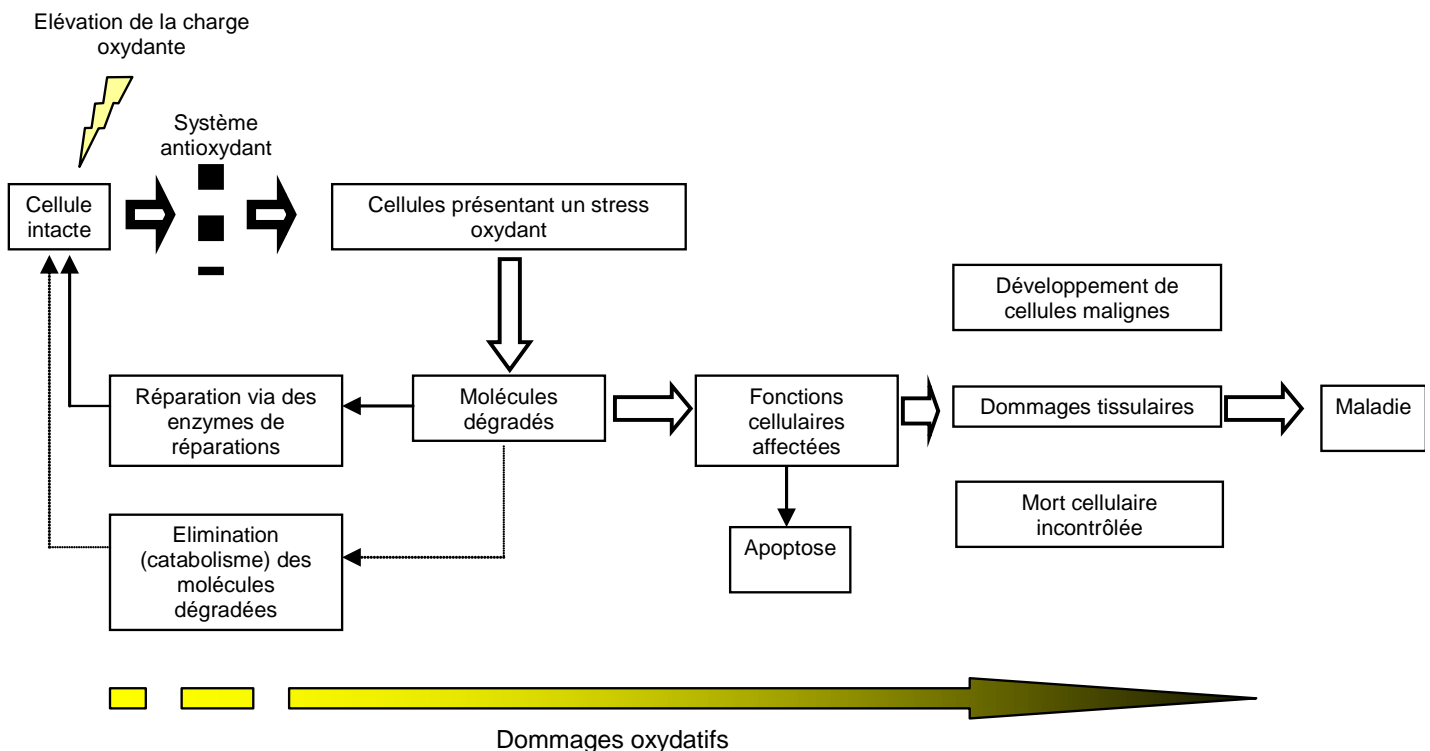 Elévation de la charge
oxydante
Système
antioxydant
Cellule
intacte
Cellules présentant un stress
oxydant
Développement de
cellules malignes
Réparation via des
enzymes de
réparations
Molécules
dégradés
Fonctions
cellulaires
affectées
Dommages tissulaires
Maladie
Mort cellulaire
incontrôlée
Elimination
(catabolisme) des
molécules
dégradées
Apoptose
Dommages oxydatifs